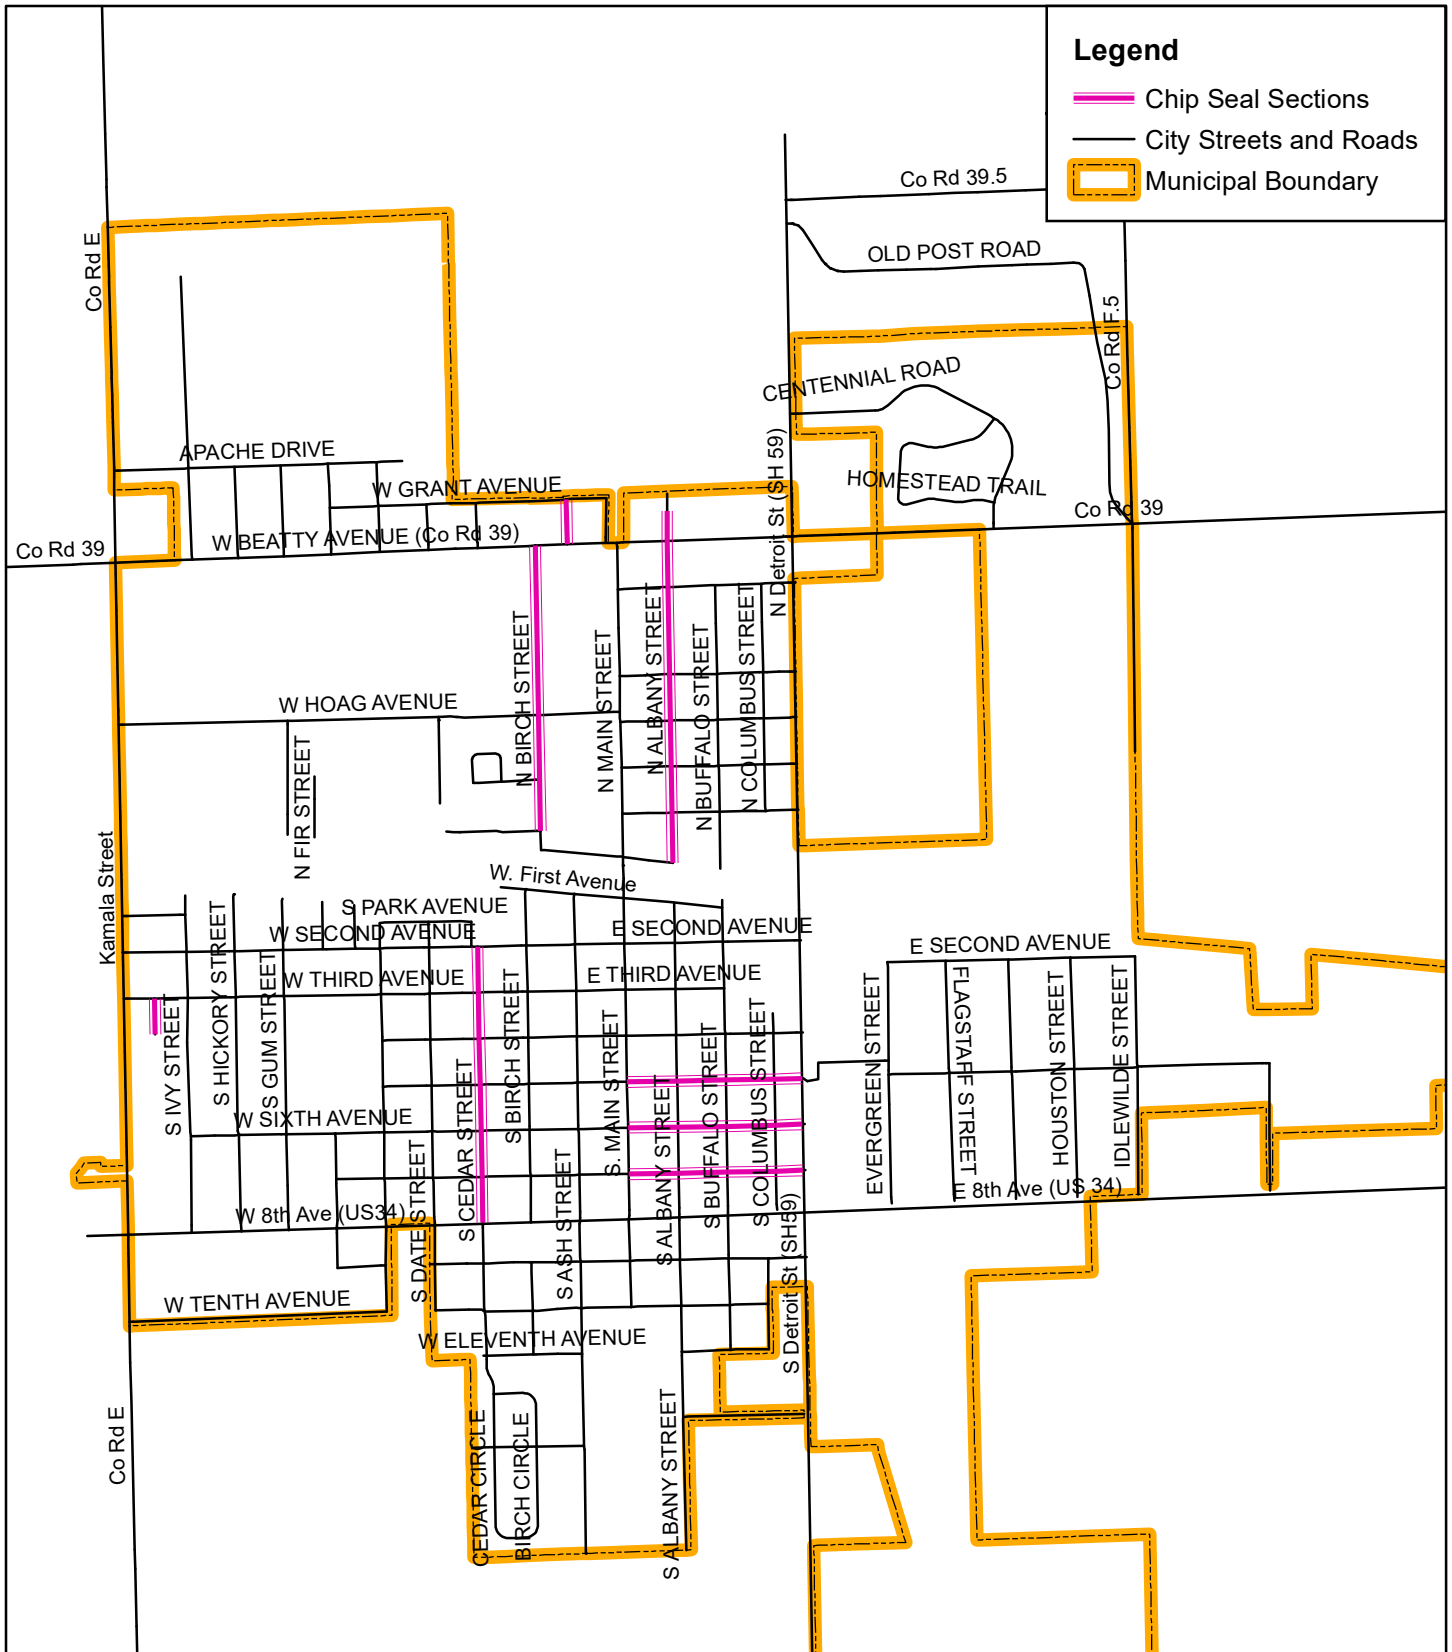 Legend
Chip Seal Sections
City Streets and Roads
Municipal Boundary
Co Rd 39.5
OLD POST ROAD
Co Rd E
Co Rd F.5
CENTENNIAL ROAD
APACHE DRIVE
W GRANT AVENUE
HOMESTEAD TRAIL
N Detroit St (SH 59)
Co Rd 39
W BEATTY AVENUE (Co Rd 39)
Co Rd 39
N BIRCH STREET
N MAIN STREET
N ALBANY STREET
N BUFFALO STREET
N COLUMBUS STREET
W HOAG AVENUE
N FIR STREET
Kamala Street
W. First Avenue
S PARK AVENUE
W SECOND AVENUE
E SECOND AVENUE
E SECOND AVENUE
W THIRD AVENUE
E THIRD AVENUE
S IVY STREET
S HICKORY STREET
S GUM STREET
S BIRCH STREET
S. MAIN STREET
S COLUMBUS STREET
S BUFFALO STREET
S ALBANY STREET
EVERGREEN STREET
FLAGSTAFF STREET
HOUSTON STREET
IDLEWILDE STREET
W SIXTH AVENUE
S CEDAR STREET
S DATE STREET
S ASH STREET
E 8th Ave (US 34)
W 8th Ave (US34)
S Detroit St (SH59)
W TENTH AVENUE
W ELEVENTH AVENUE
Co Rd E
CEDAR CIRCLE
BIRCH CIRCLE
S ALBANY STREET